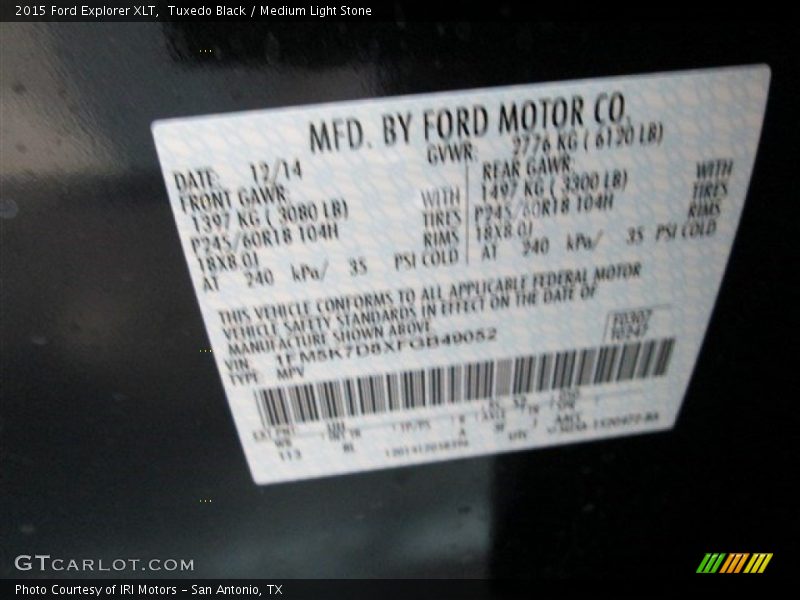 2015 Ford Explorer XLT, Tuxedo Black / Medium Light Stone
MFD. BY FORD MOTOR CO.
DATE: 12/14
GVWR: 2776 KG ( 6120 LB)
FRONT GAWR:
1397 KG ( 3080 LB) WITH
P245/60R18 104H TIRES
18X8.0J RIMS
AT 240 kPa/ 35 PSI COLD
REAR GAWR:
1497 KG ( 3300 LB) WITH
P245/60R18 104H TIRES
18X8.0J RIMS
AT 240 kPa/ 35 PSI COLD
THIS VEHICLE CONFORMS TO ALL APPLICABLE FEDERAL MOTOR
VEHICLE SAFETY STANDARDS IN EFFECT ON THE DATE OF
MANUFACTURE SHOWN ABOVE.
VIN: 1FM5K7D8XFGB49052
TYPE: MPV
F0307
T0247
EXT PNT
113
GTCARLOT.COM
Photo Courtesy of IRI Motors – San Antonio, TX